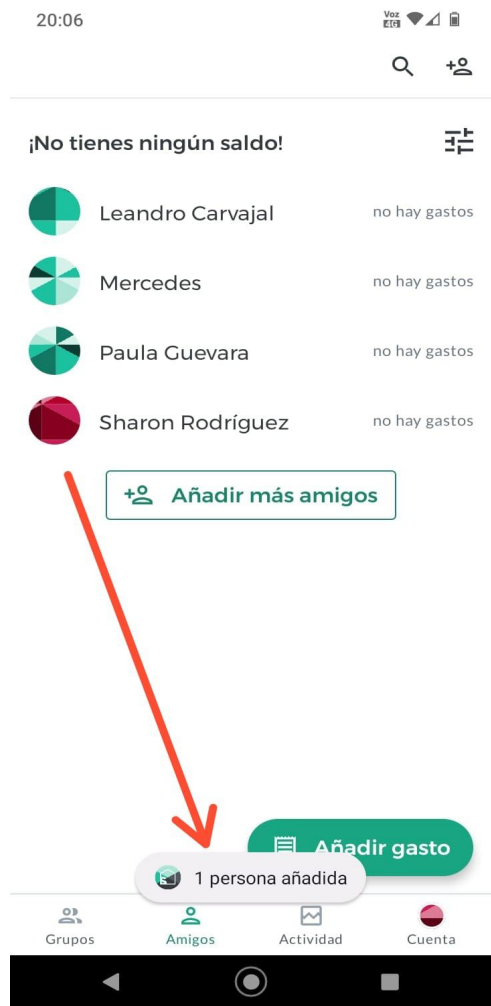 20:06
Voz
4G
¡No tienes ningún saldo!
Leandro Carvajal no hay gastos
Mercedes no hay gastos
Paula Guevara no hay gastos
Sharon Rodríguez no hay gastos
Añadir más amigos
Añadir gasto
1 persona añadida
Grupos Amigos Actividad Cuenta